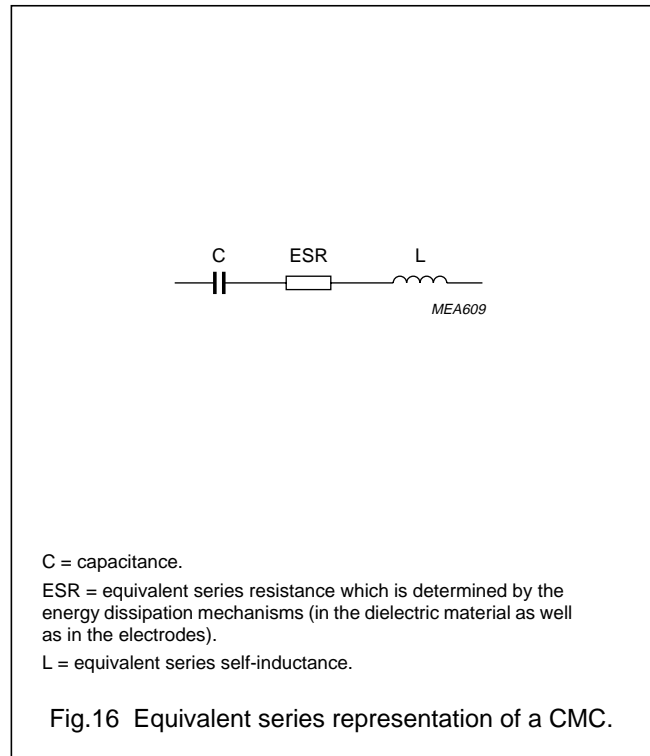 C ESR L
MEA609
C = capacitance.
ESR = equivalent series resistance which is determined by the
energy dissipation mechanisms (in the dielectric material as well
as in the electrodes).
L = equivalent series self-inductance.
Fig.16 Equivalent series representation of a CMC.